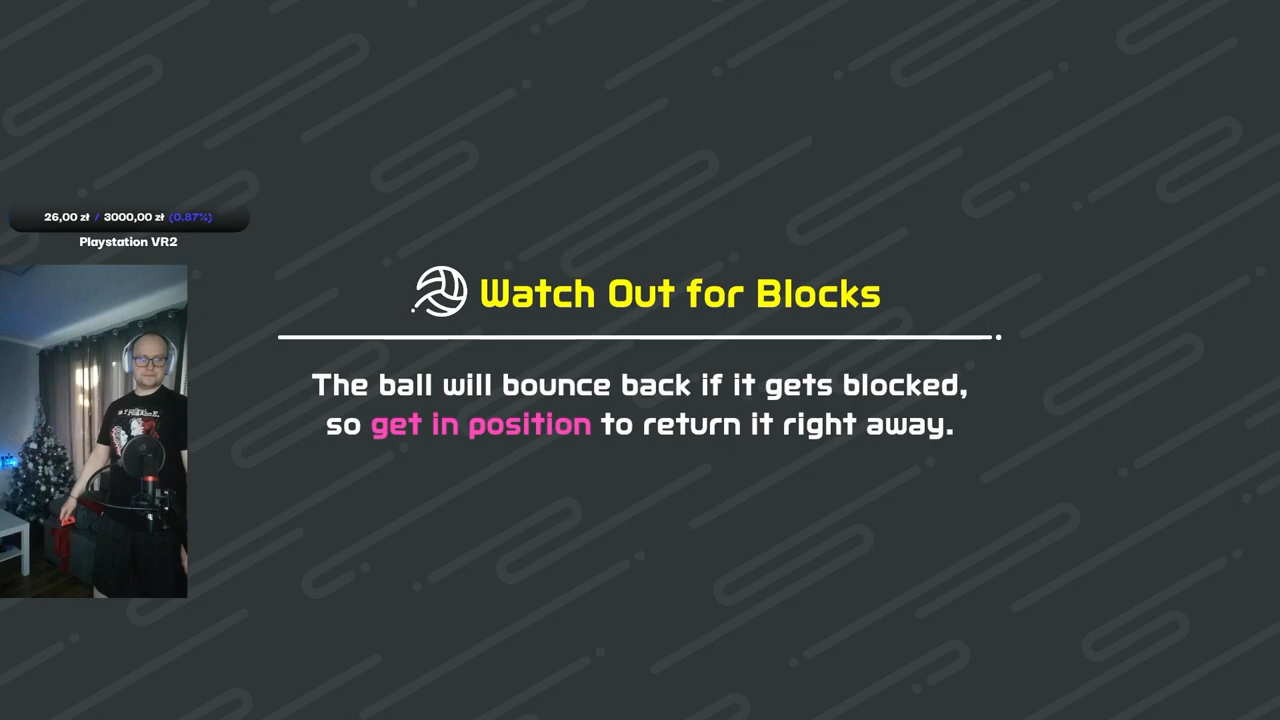 26,00 zł / 3000,00 zł (0.87%)
Playstation VR2
Watch Out for Blocks
The ball will bounce back if it gets blocked,
so get in position to return it right away.